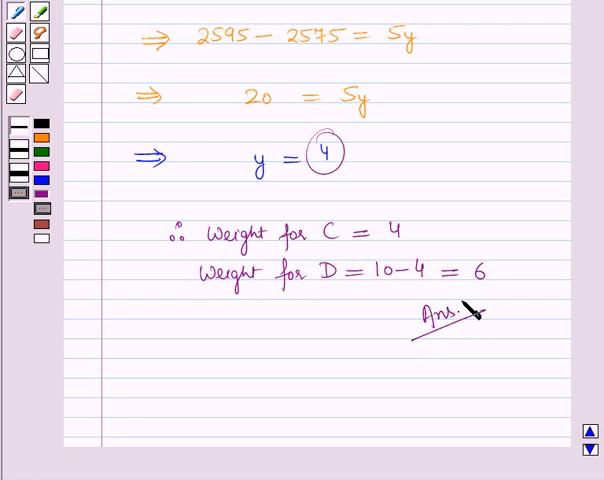 ⇒ 2595 - 2575 = 5y
⇒ 20 = 5y
⇒ y = 4
∴ Weight for C = 4
Weight for D = 10-4 = 6
Ans.